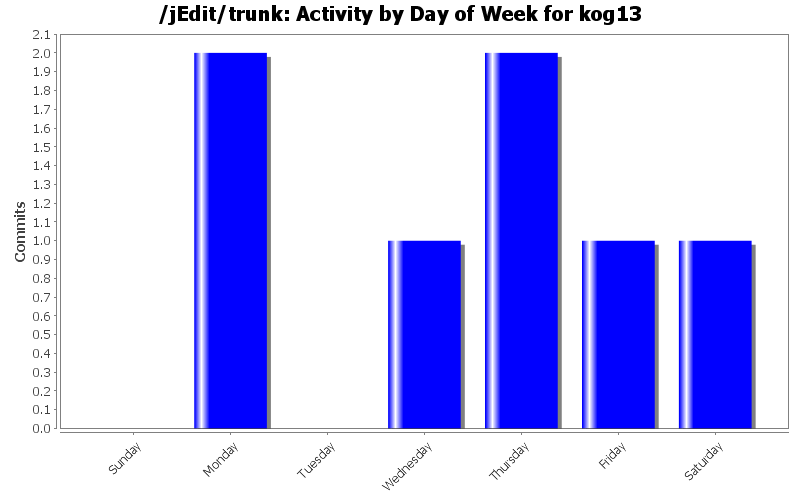 /jEdit/trunk: Activity by Day of Week for kog13
2.1
2.0
1.9
1.8
1.7
1.6
1.5
1.4
1.3
1.2
1.1
1.0
0.9
0.8
0.7
0.6
0.5
0.4
0.3
0.2
0.1
0.0
Commits
Sunday
Monday
Tuesday
Wednesday
Thursday
Friday
Saturday